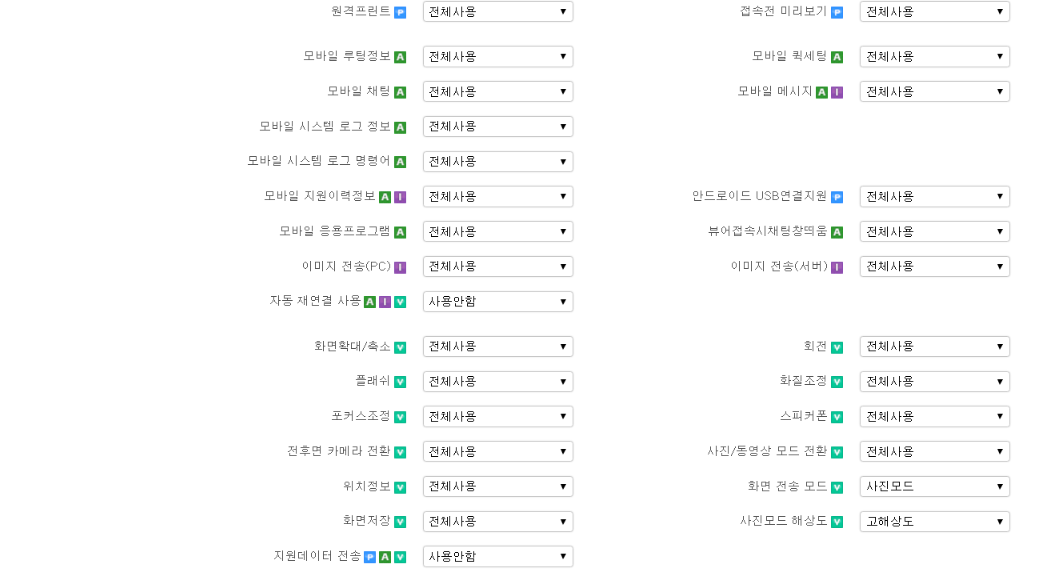 원격프린트 P 전체사용 ▼ 접속전 미리보기 P 전체사용 ▼
모바일 루팅정보 A 전체사용 ▼ 모바일 퀵세팅 A 전체사용 ▼
모바일 채팅 A 전체사용 ▼ 모바일 메시지 A I 전체사용 ▼
모바일 시스템 로그 정보 A 전체사용 ▼
모바일 시스템 로그 명령어 A 전체사용 ▼
모바일 지원이력정보 A I 전체사용 ▼ 안드로이드 USB연결지원 P 전체사용 ▼
모바일 응용프로그램 A 전체사용 ▼ 뷰어접속시채팅창띄움 A 전체사용 ▼
이미지 전송(PC) I 전체사용 ▼ 이미지 전송(서버) I 전체사용 ▼
자동 재연결 사용 A I V 사용안함 ▼
화면확대/축소 V 전체사용 ▼ 회전 V 전체사용 ▼
플래쉬 V 전체사용 ▼ 화질조정 V 전체사용 ▼
포커스조정 V 전체사용 ▼ 스피커폰 V 전체사용 ▼
전후면 카메라 전환 V 전체사용 ▼ 사진/동영상 모드 전환 V 전체사용 ▼
위치정보 V 전체사용 ▼ 화면 전송 모드 V 사진모드 ▼
화면저장 V 전체사용 ▼ 사진모드 해상도 V 고해상도 ▼
지원데이터 전송 P A V 사용안함 ▼